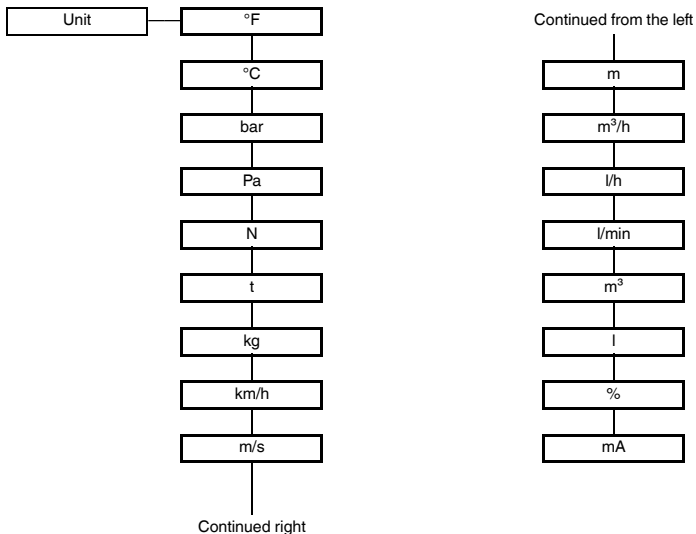 Unit
°F
°C
bar
Pa
N
t
kg
km/h
m/s
Continued right
Continued from the left
m
m³/h
l/h
l/min
m³
l
%
mA